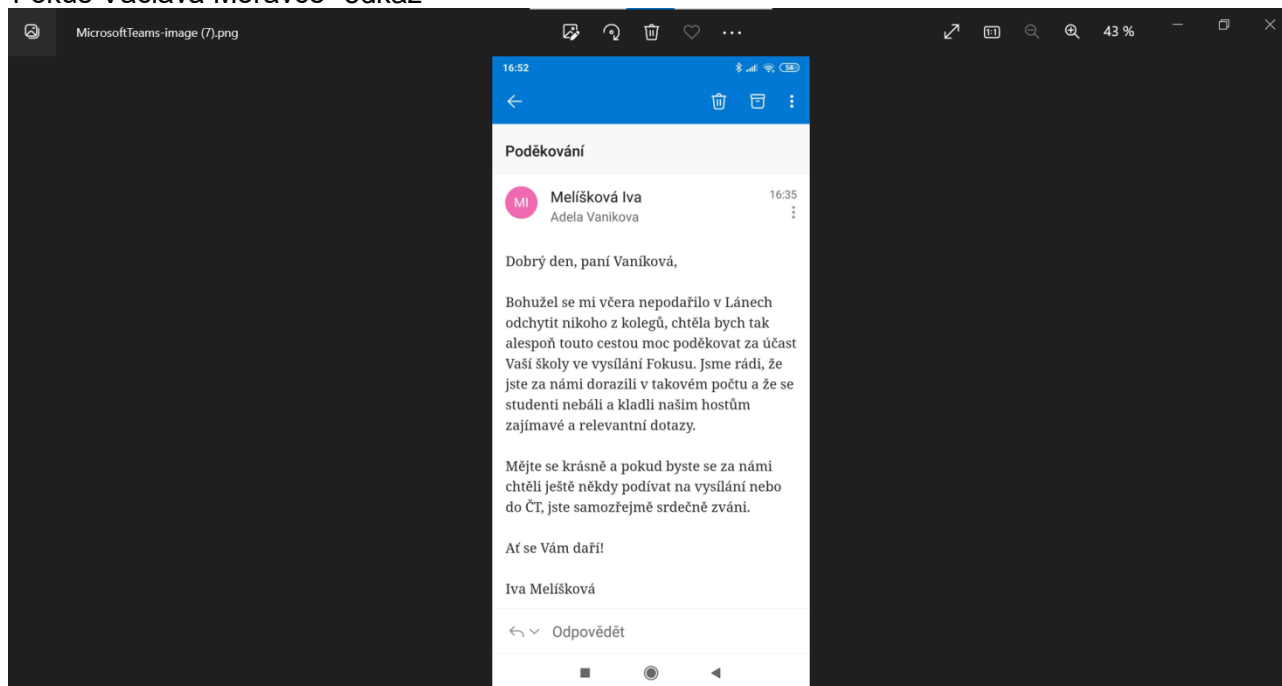 MicrosoftTeams-image (7).png
43 %
16:52
54
Poděkování
MI
Melíšková Iva
16:35
Adela Vanikova
Dobrý den, paní Vaníková,
Bohužel se mi včera nepodařilo v Lánech
odchytit nikoho z kolegů, chtěla bych tak
alespoň touto cestou moc poděkovat za účast
Vaší školy ve vysílání Fokusu. Jsme rádi, že
jste za námi dorazili v takovém počtu a že se
studenti nebáli a kladli našim hostům
zajímavé a relevantní dotazy.
Mějte se krásně a pokud byste se za námi
chtěli ještě někdy podívat na vysílání nebo
do ČT, jste samozřejmě srdečně zváni.
Ať se Vám daří!
Iva Melíšková
Odpovědět